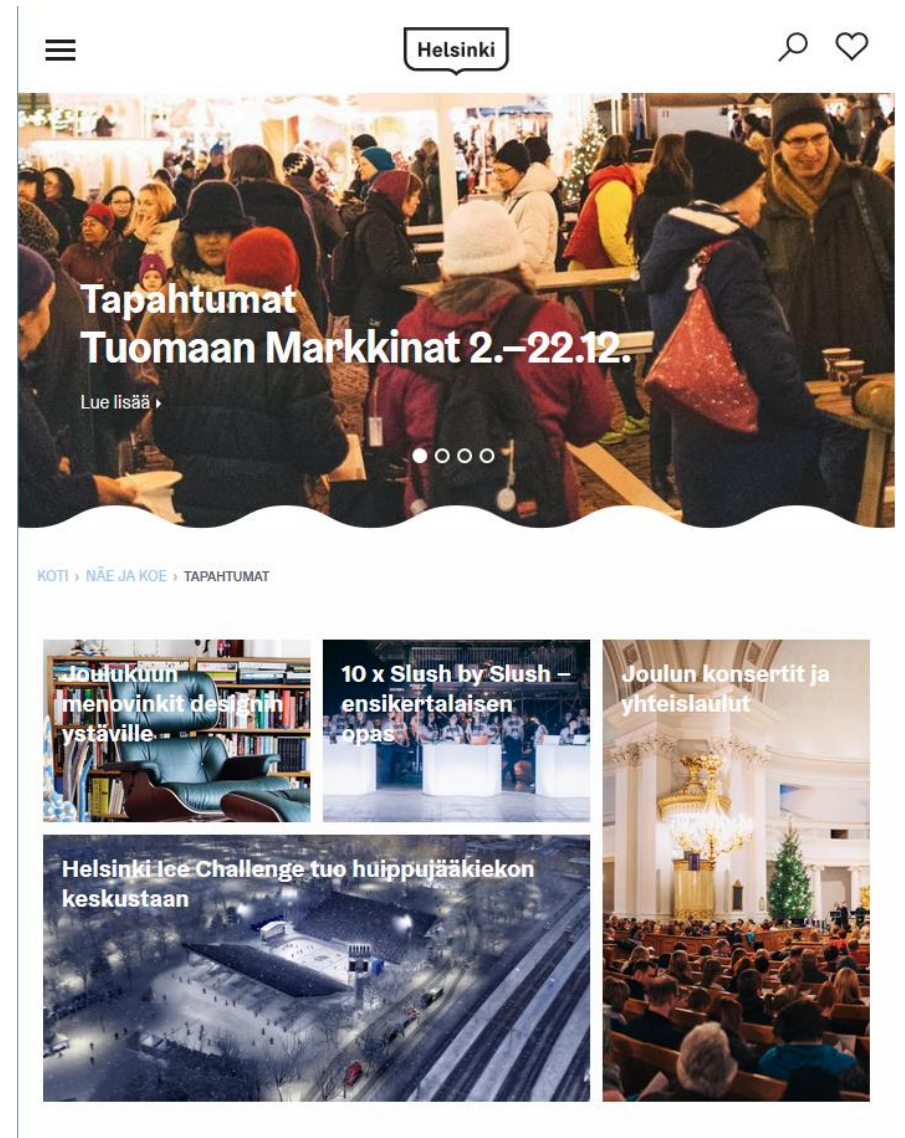 Helsinki
Tapahtumat
Tuomaan Markkinat 2.–22.12.
Lue lisää
KOTI › NÄE JA KOE › TAPAHTUMAT
Joulukuun
menovinkit designin
ystäville
10 x Slush by Slush –
ensikertalaisen
opas
Joulun konsertit ja
yhteislaulut
Helsinki Ice Challenge tuo huippujääkiekon
keskustaan